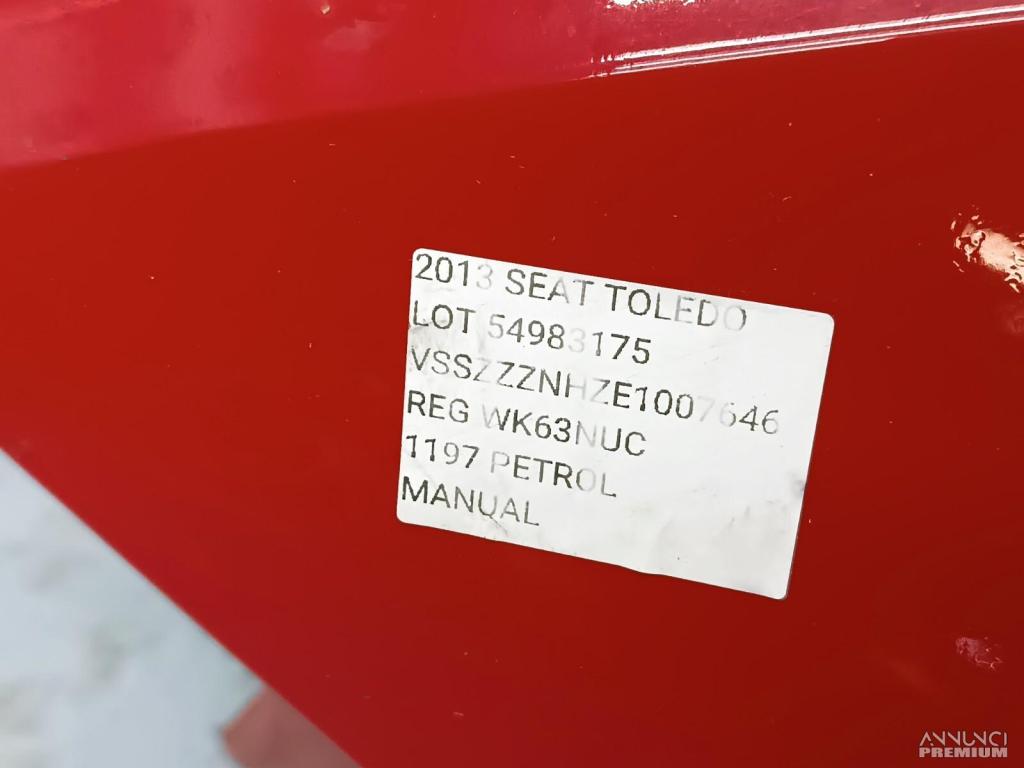 2013 SEAT TOLEDO
LOT 54983175
VSSZZZNHZE1007646
REG WK63NUC
1197 PETROL
MANUAL
ANNUNCI
PREMIUM